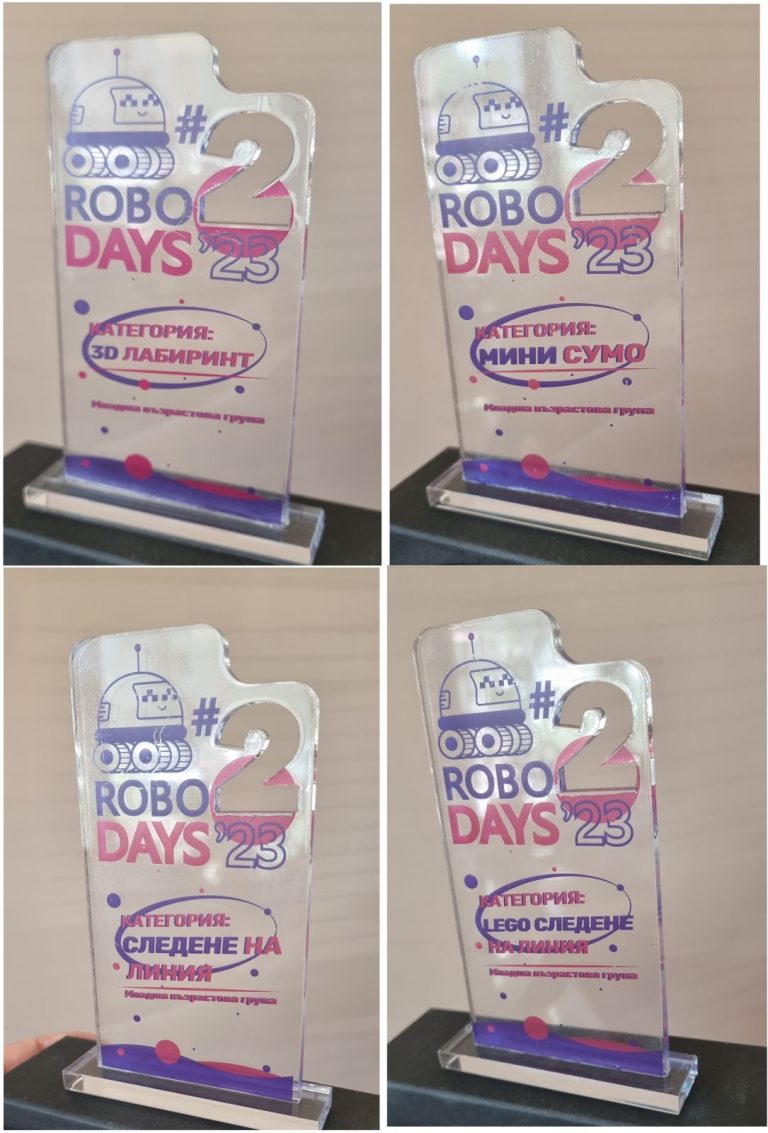 #2
ROBO
DAYS '23
КАТЕГОРИЯ:
3D ЛАБИРИНТ
Младша възрастова група
#2
ROBO
DAYS '23
КАТЕГОРИЯ:
МИНИ СУМО
Младша възрастова група
#2
ROBO
DAYS '23
КАТЕГОРИЯ:
СЛЕДЕНЕ НА
ЛИНИЯ
Младша възрастова група
#2
ROBO
DAYS '23
КАТЕГОРИЯ:
LEGO СЛЕДЕНЕ
НА ЛИНИЯ
Младша възрастова група